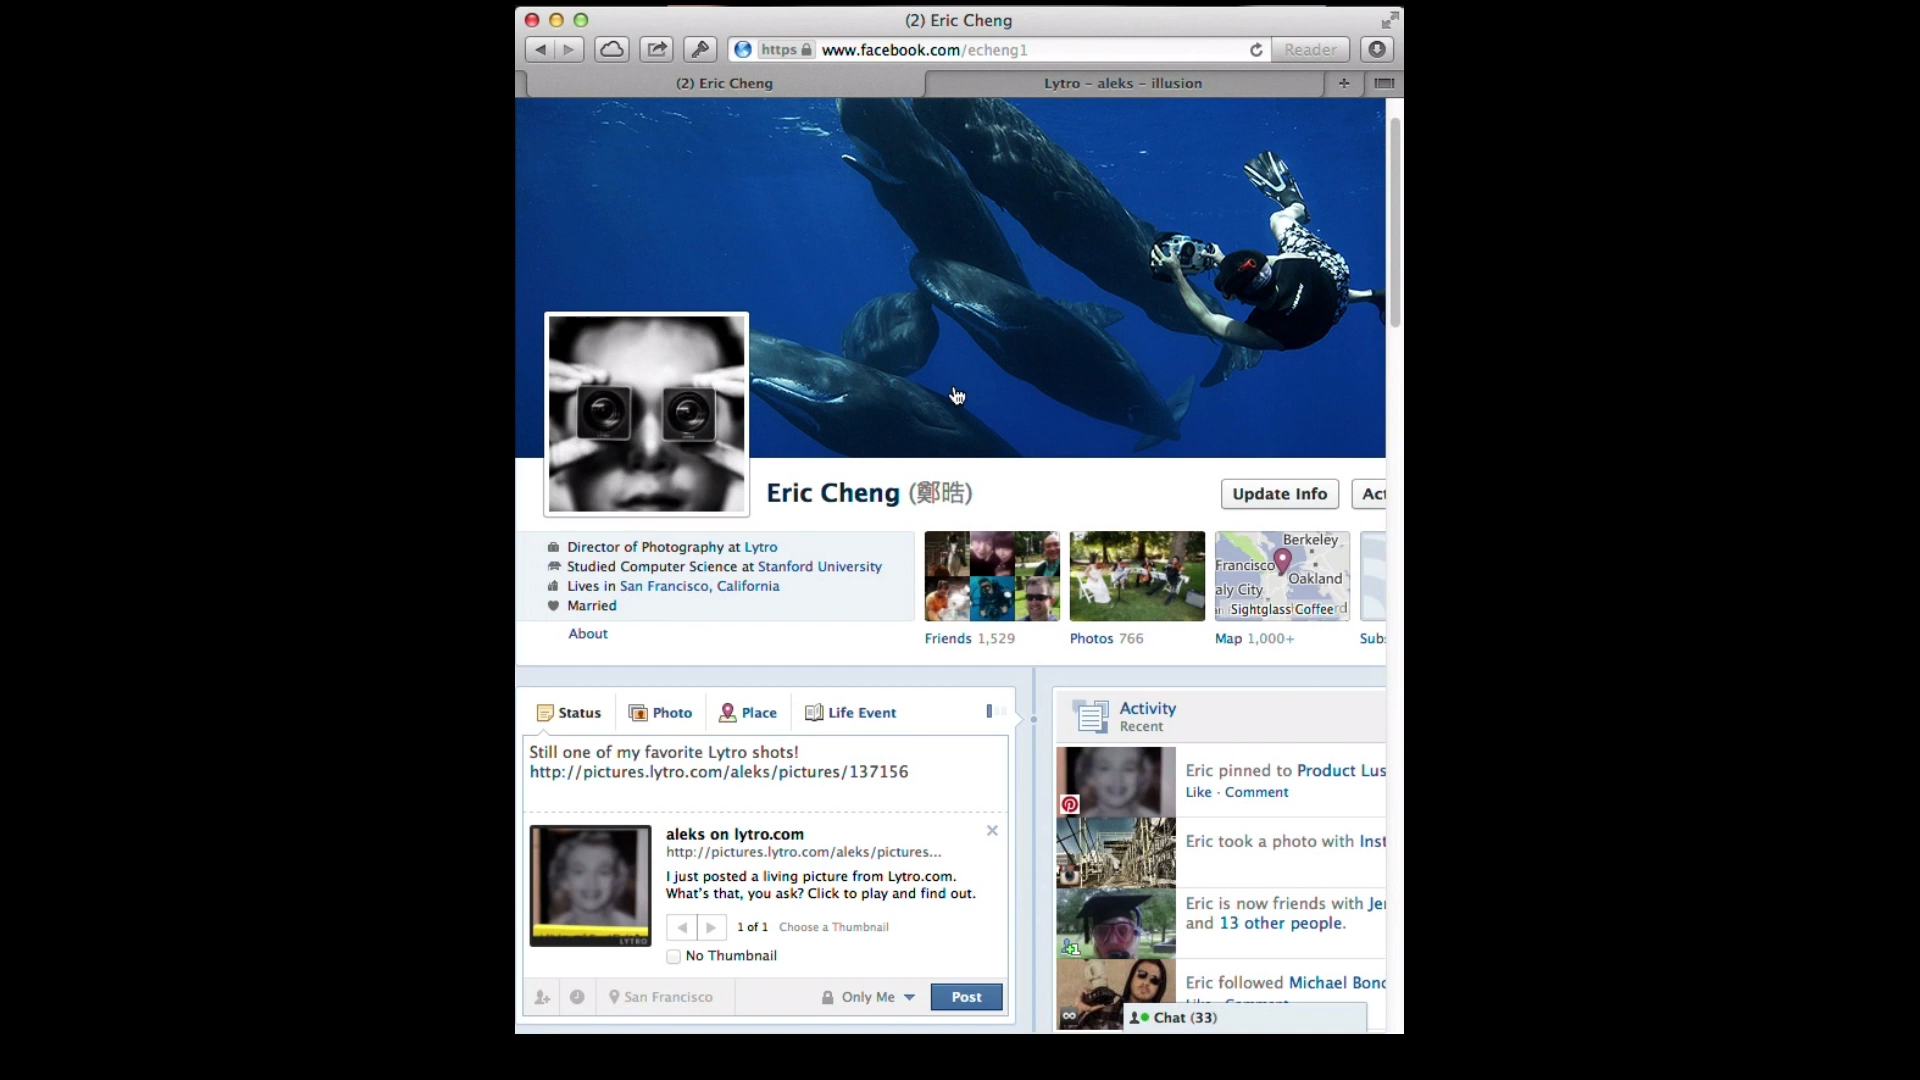 (2) Eric Cheng
https www.facebook.com/echeng1
Reader
(2) Eric Cheng
Lytro – aleks – illusion
Eric Cheng (鄭晧)
Update Info
Act
Director of Photography at Lytro
Studied Computer Science at Stanford University
Lives in San Francisco, California
Married
About
Berkeley
Francisco
Oakland
aly City
Sightglass Coffee
Friends 1,529
Photos 766
Map 1,000+
Subs
Status
Photo
Place
Life Event
Still one of my favorite Lytro shots!
http://pictures.lytro.com/aleks/pictures/137156
aleks on lytro.com
http://pictures.lytro.com/aleks/pictures...
I just posted a living picture from Lytro.com.
What's that, you ask? Click to play and find out.
LYTRO
1 of 1 Choose a Thumbnail
No Thumbnail
San Francisco
Only Me
Post
Activity
Recent
Eric pinned to Product Lus
Like · Comment
Eric took a photo with Inst
Eric is now friends with Jer
and 13 other people.
+1
Eric followed Michael Bonc
Like · Comment
Chat (33)